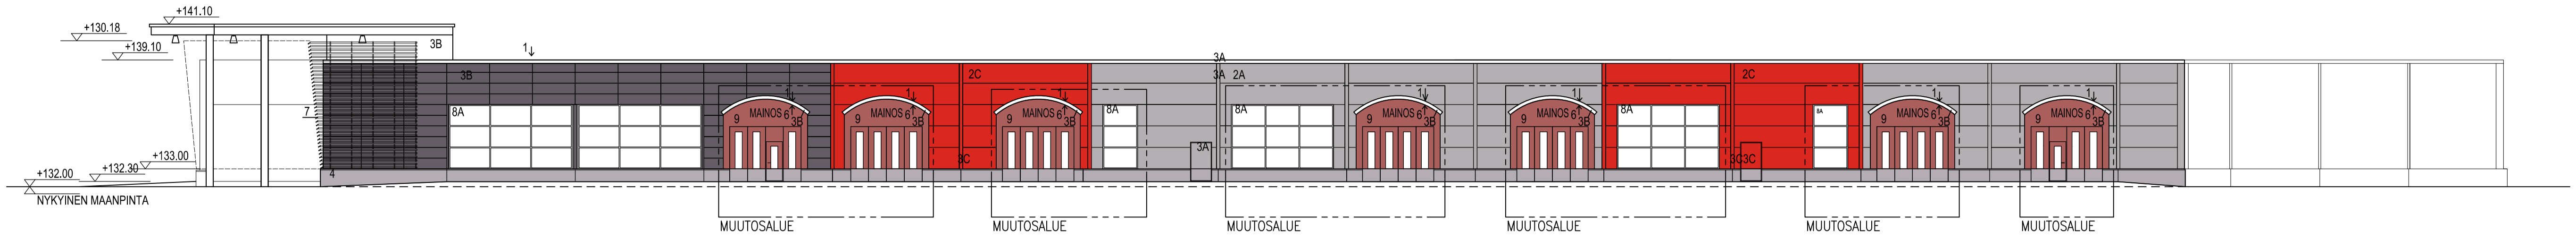 +141.10
+130.18
+139.10
3B
1
3A
3B
3A 2A
2C
2C
7
8A
8A
8A
8A
8A
1
1
1
1
1
1
1
9 MAINOS 6 3B
9 MAINOS 6 3B
9 MAINOS 6 3B
9 MAINOS 6 3B
9 MAINOS 6 3B
9 MAINOS 6 3B
9 MAINOS 6 3B
3A
3C
3C 3C
+133.00
+132.30
+132.00
4
NYKYINEN MAANPINTA
MUUTOSALUE
MUUTOSALUE
MUUTOSALUE
MUUTOSALUE
MUUTOSALUE
MUUTOSALUE